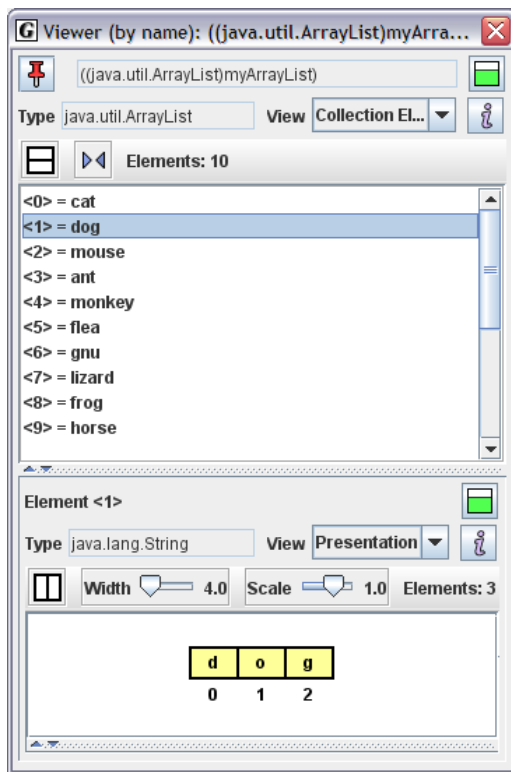 G Viewer (by name): ((java.util.ArrayList)myArra...
((java.util.ArrayList)myArrayList)
Type java.util.ArrayList View Collection El...
i
Elements: 10
<0> = cat
<1> = dog
<2> = mouse
<3> = ant
<4> = monkey
<5> = flea
<6> = gnu
<7> = lizard
<8> = frog
<9> = horse
Element <1>
Type java.lang.String View Presentation
i
Width 4.0 Scale 1.0 Elements: 3
d o g
0 1 2